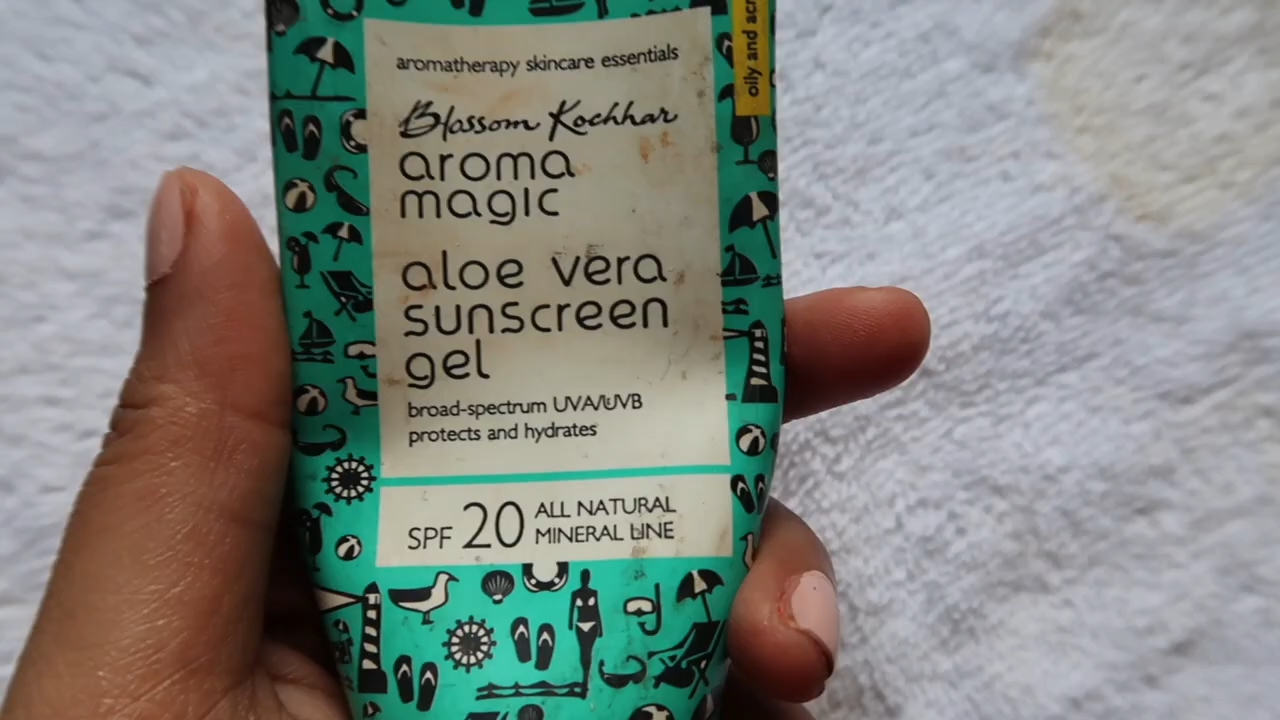 aromatherapy skincare essentials
Blossom Kochhar
aroma
magic
aloe vera
sunscreen
gel
broad-spectrum UVA/UVB
protects and hydrates
SPF 20 ALL NATURAL
MINERAL LINE
oily and